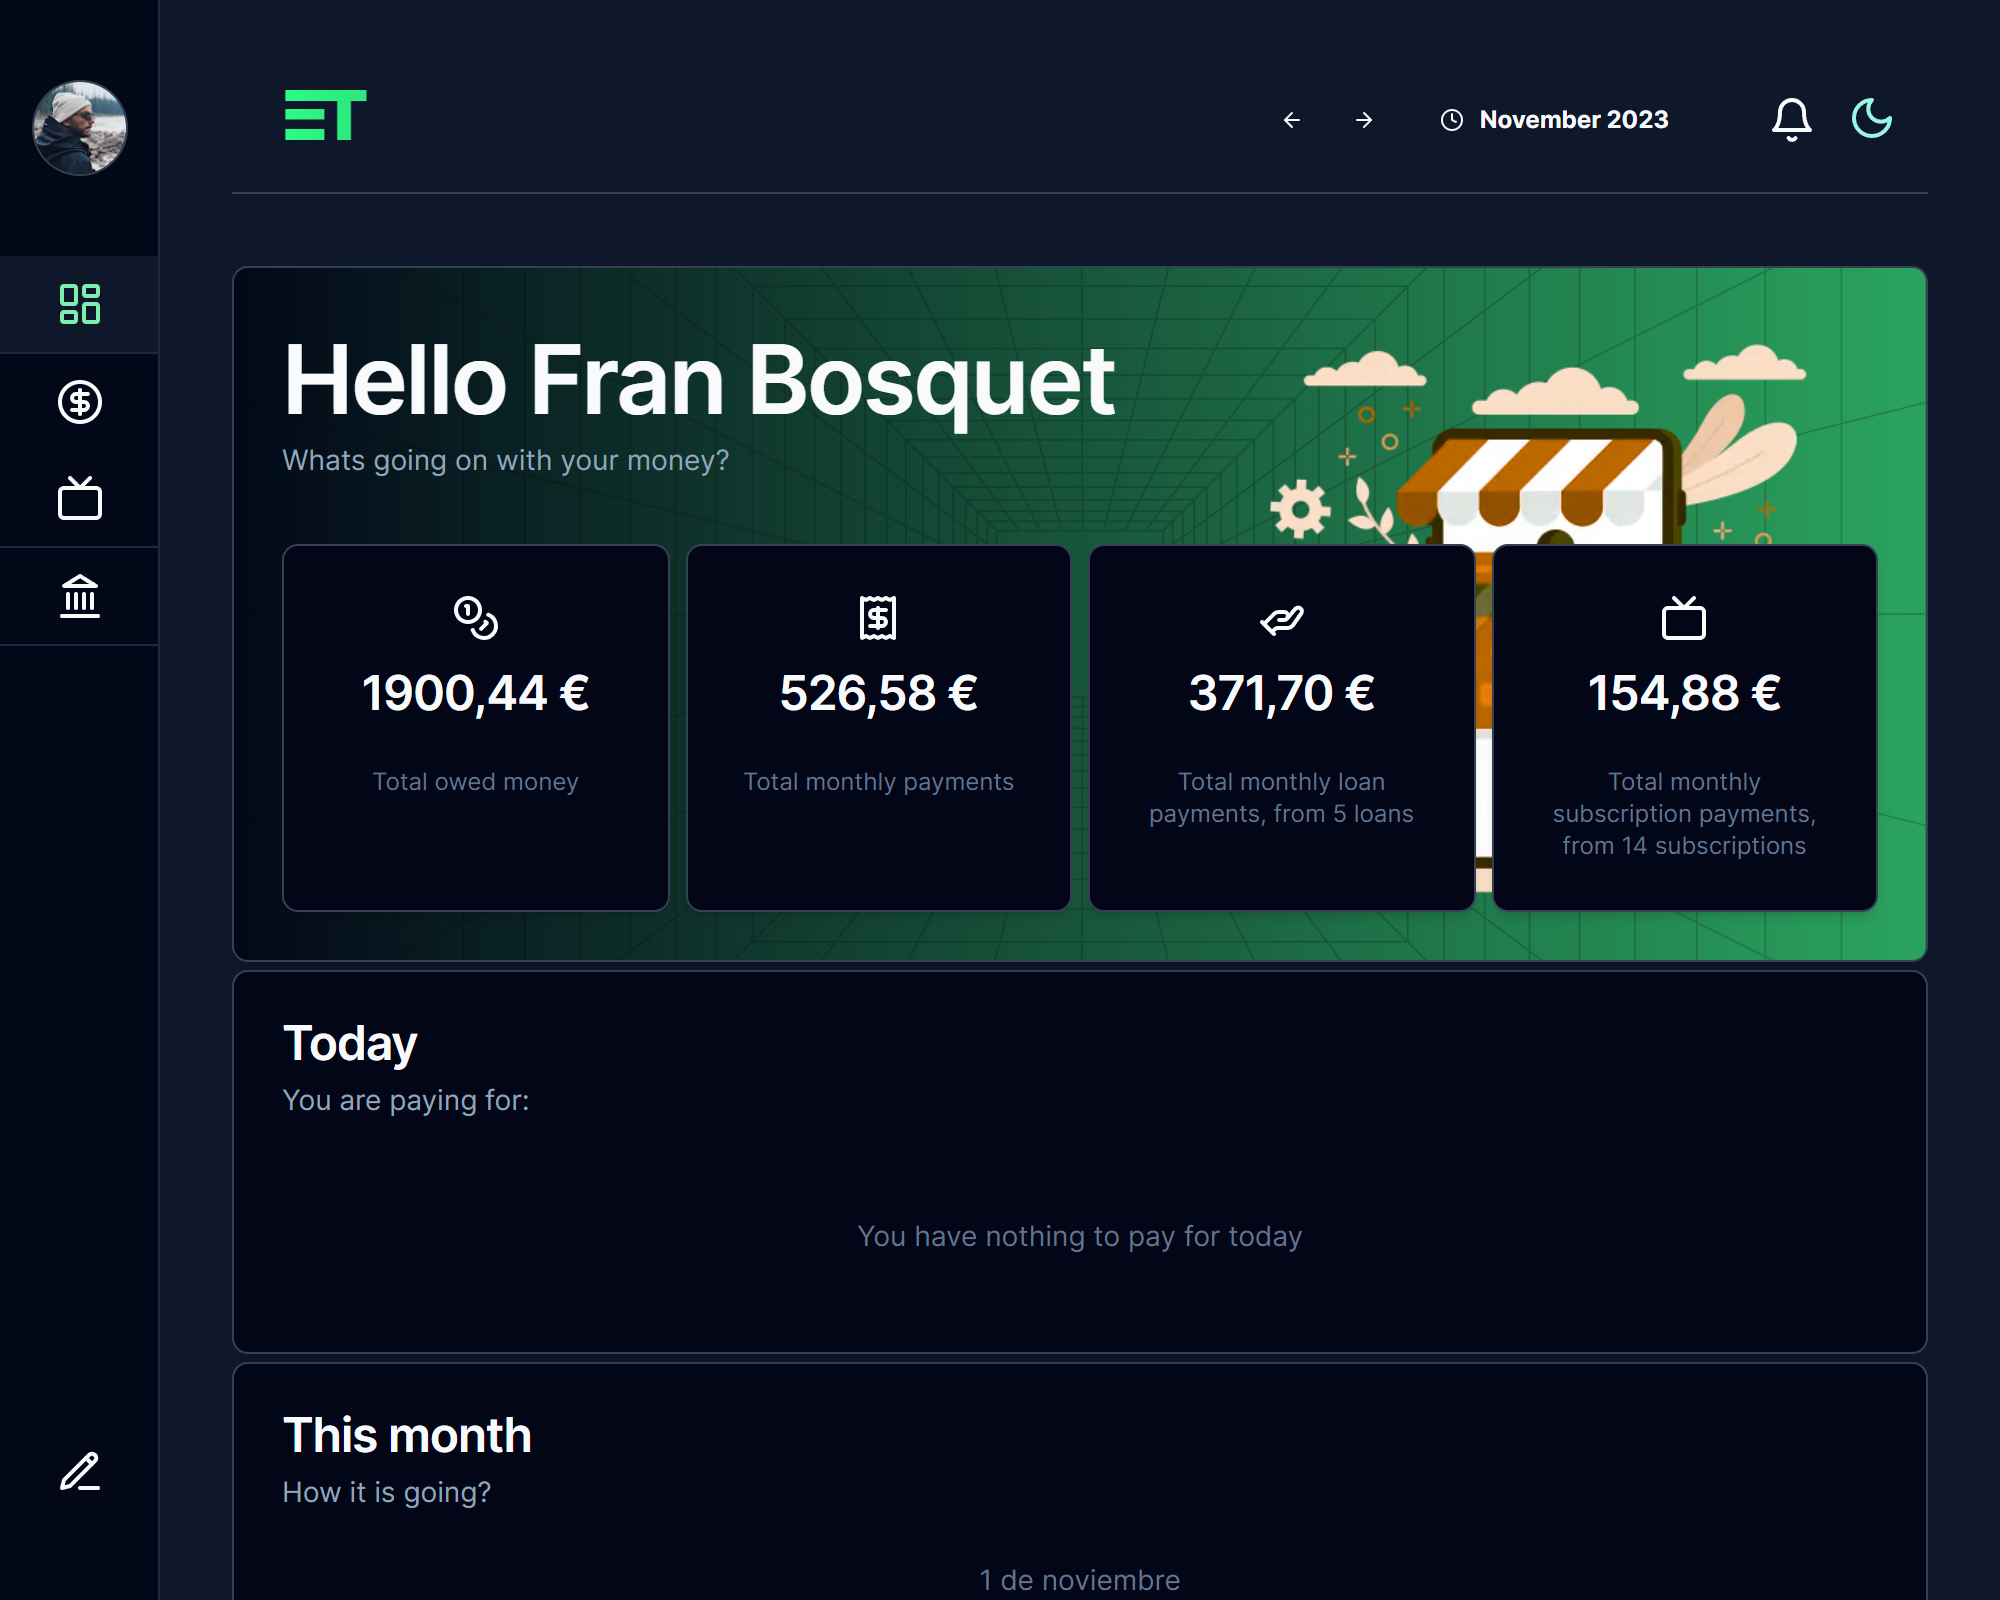 ET
November 2023
Hello Fran Bosquet
Whats going on with your money?
1900,44 €
Total owed money
526,58 €
Total monthly payments
371,70 €
Total monthly loan
payments, from 5 loans
154,88 €
Total monthly
subscription payments,
from 14 subscriptions
Today
You are paying for:
You have nothing to pay for today
This month
How it is going?
1 de noviembre